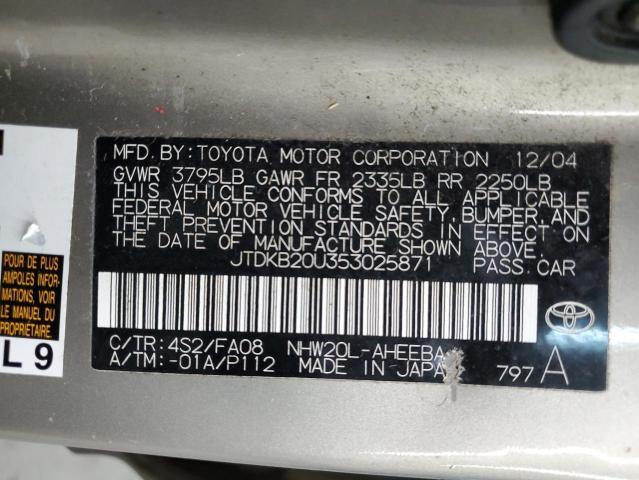 MFD. BY: TOYOTA MOTOR CORPORATION 12/04
GVWR 3795LB GAWR FR 2335LB RR 2250LB
THIS VEHICLE CONFORMS TO ALL APPLICABLE
FEDERAL MOTOR VEHICLE SAFETY, BUMPER, AND
THEFT PREVENTION STANDARDS IN EFFECT ON
THE DATE OF MANUFACTURE SHOWN ABOVE.
JTDKB20U353025871 PASS. CAR
C/TR: 4S2/FA08 NHW20L-AHEEBA
A/TM: -01A/P112 MADE IN JAPAN 797 A
TOYOTA
POUR DE PLUS
AMPLES INFOR-
MATIONS, VOIR
LE MANUEL DU
PROPRIÉTAIRE
L 9